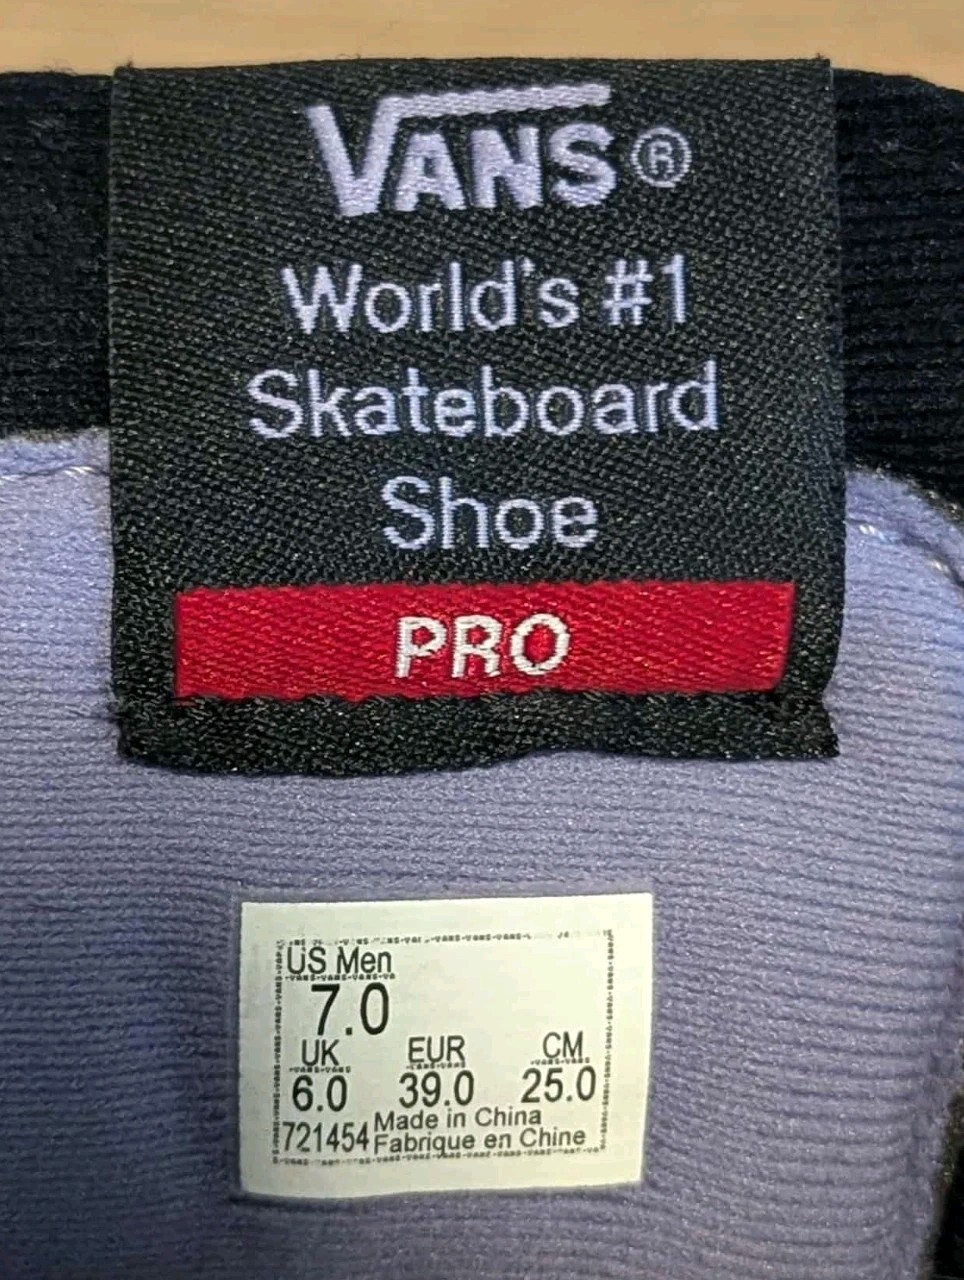 VANS®
World's #1
Skateboard
Shoe
PRO
US Men
7.0
UK EUR CM
6.0 39.0 25.0
721454 Made in China
Fabrique en Chine